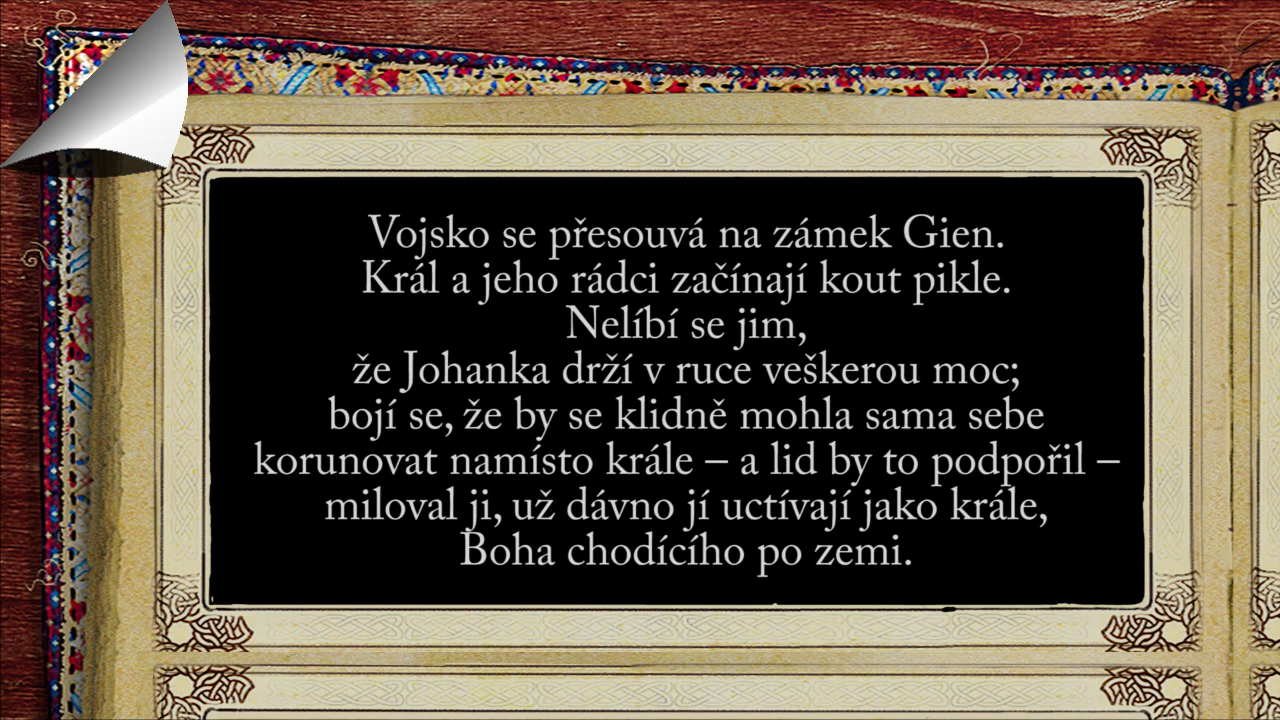 Vojsko se přesouvá na zámek Gien.
Král a jeho rádci začínají kout pikle.
Nelíbí se jim,
že Johanka drží v ruce veškerou moc;
bojí se, že by se klidně mohla sama sebe
korunovat namísto krále – a lid by to podpořil –
miloval ji, už dávno jí uctívají jako krále,
Boha chodícího po zemi.